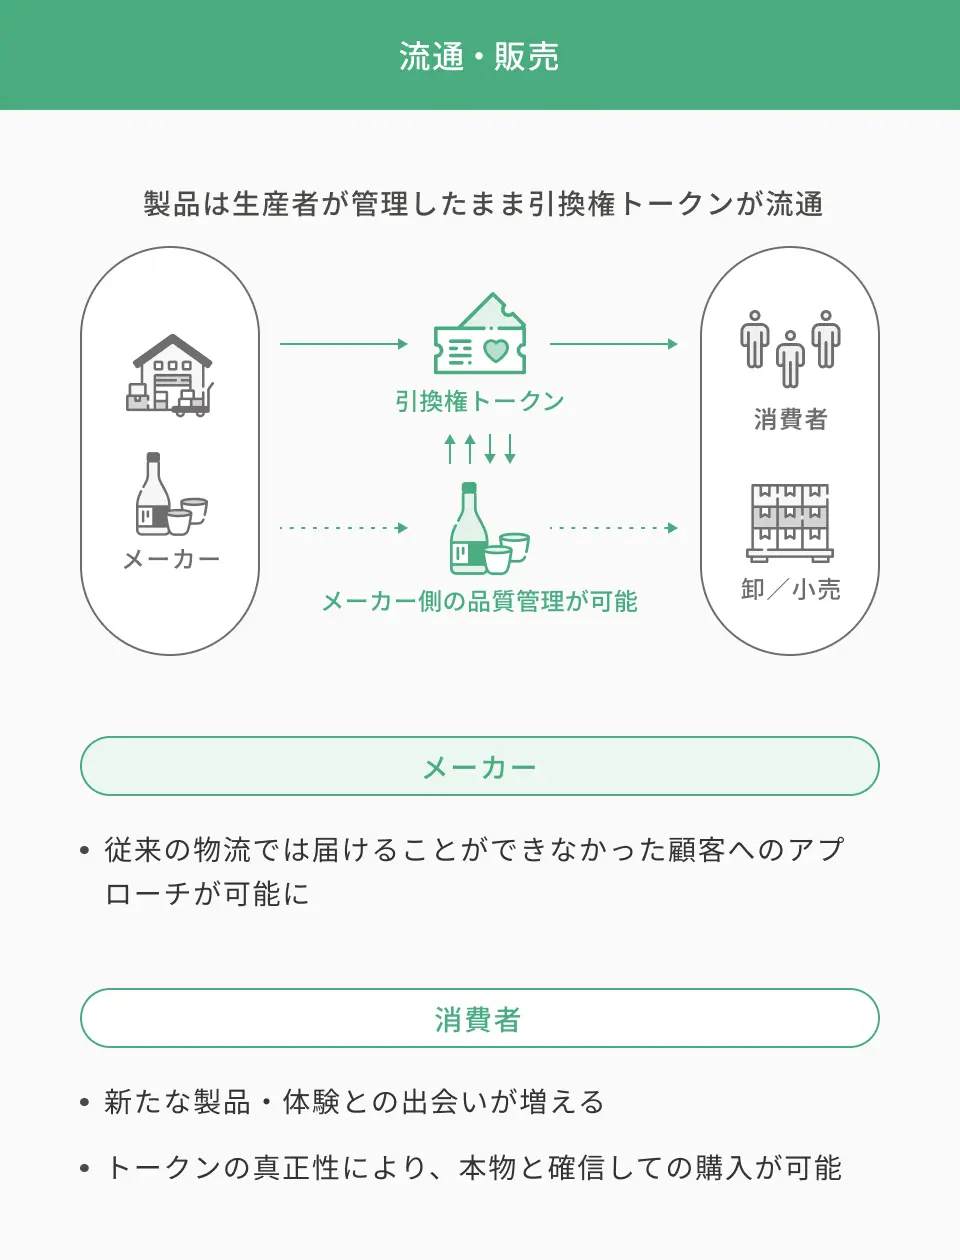 流通・販売
製品は生産者が管理したまま引換権トークンが流通
引換権トークン
消費者
メーカー
卸／小売
メーカー側の品質管理が可能
メーカー
• 従来の物流では届けることができなかった顧客へのアプ
ローチが可能に
消費者
• 新たな製品・体験との出会いが増える
• トークンの真正性により、本物と確信しての購入が可能